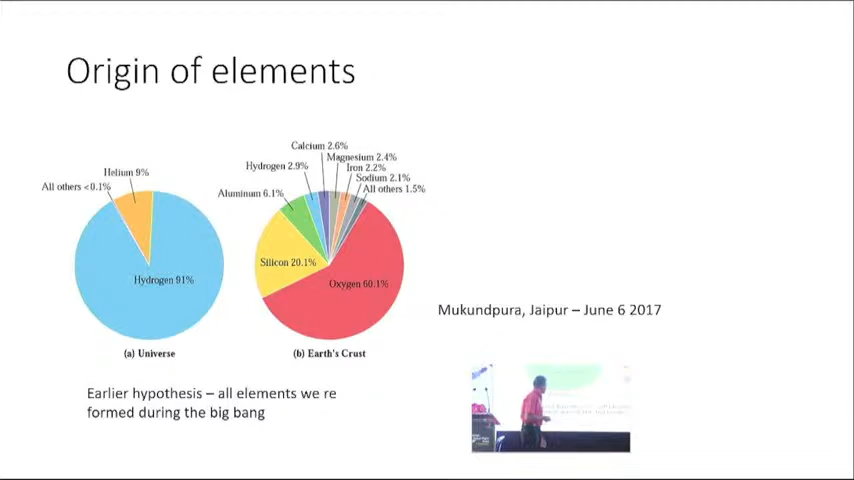 Origin of elements
Helium 9%
All others <0.1%
Hydrogen 91%
(a) Universe
Calcium 2.6%
Magnesium 2.4%
Hydrogen 2.9%
Iron 2.2%
Sodium 2.1%
Aluminum 6.1%
All others 1.5%
Silicon 20.1%
Oxygen 60.1%
(b) Earth's Crust
Mukundpura, Jaipur – June 6 2017
Earlier hypothesis – all elements we re
formed during the big bang